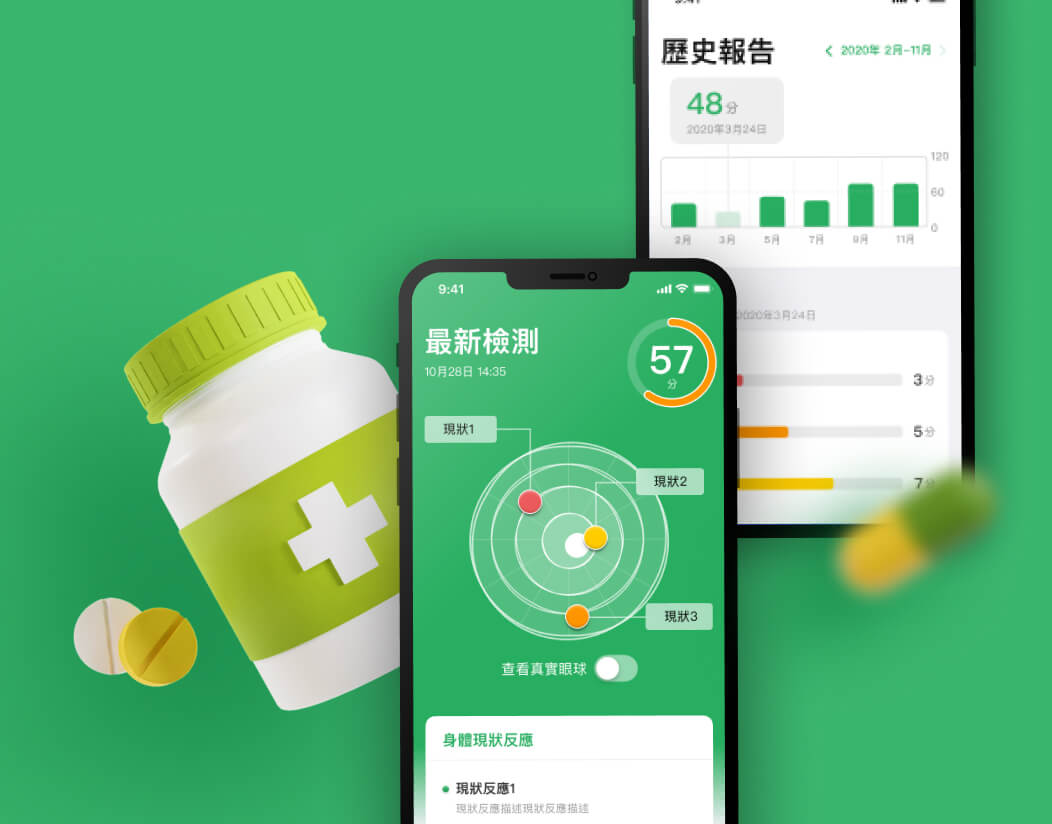 9:41
歷史報告
2020年 2月-11月
48分
2020年3月24日
120
60
0
2月 3月 5月 7月 9月 11月
2020年3月24日
3分
5分
7分
9:41
最新檢測
10月28日 14:35
57
分
現狀1
現狀2
現狀3
查看真實眼球
身體現狀反應
現狀反應1
現狀反應描述現狀反應描述